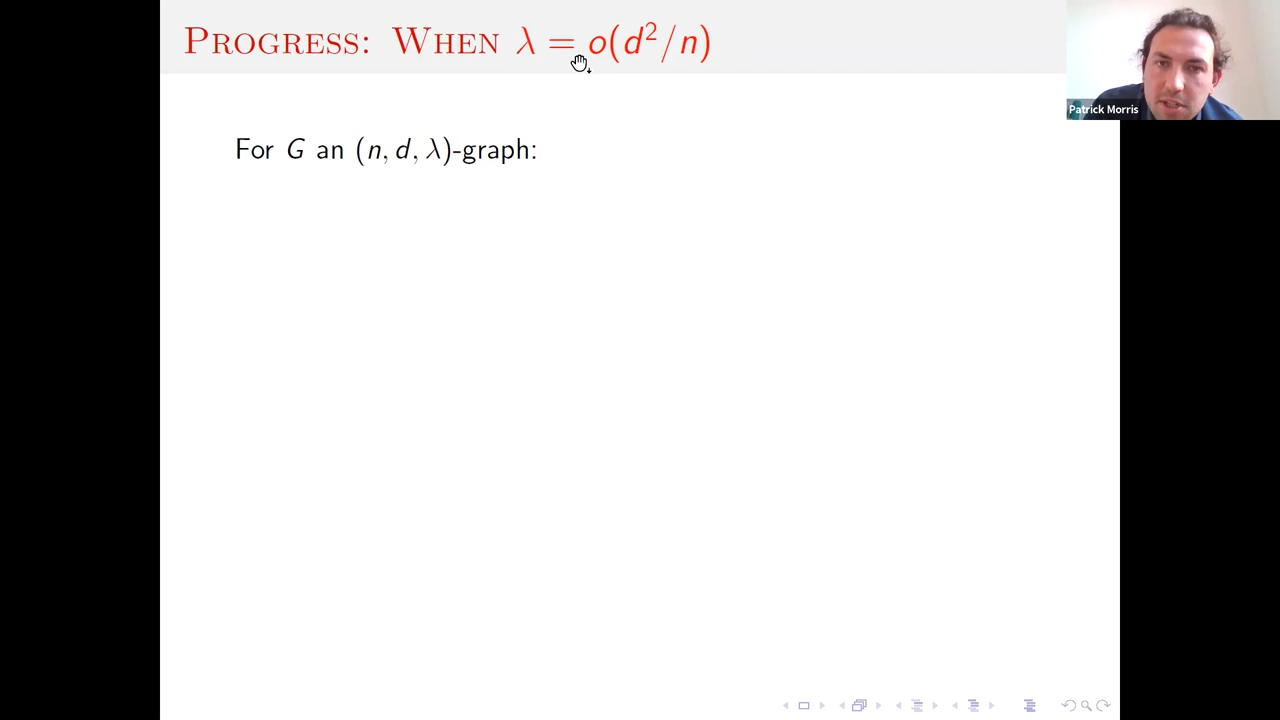 PROGRESS: WHEN λ = o(d²/n)
Patrick Morris
For G an (n, d, λ)-graph: